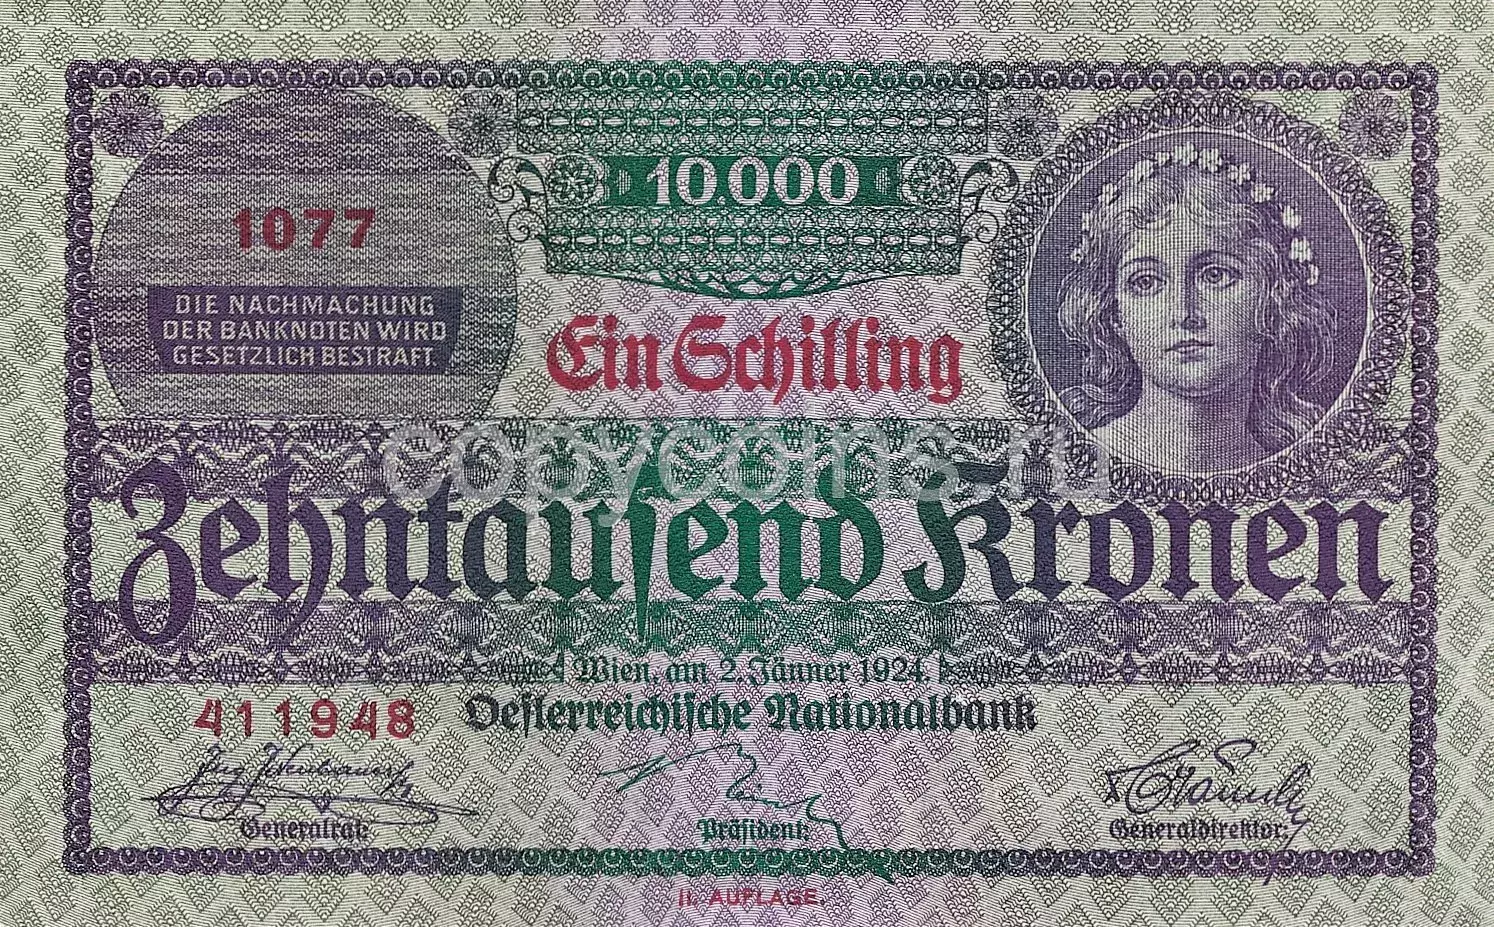 10.000
1077
DIE NACHMACHUNG
DER BANKNOTEN WIRD
GESETZLICH BESTRAFT.
Ein Schilling
copycoins.ru
Zehntausend Kronen
Wien, am 2. Jänner 1924.
411948
Oesterreichische Nationalbank
Generalrat:
Präsident:
Generaldirektor:
II. AUFLAGE.